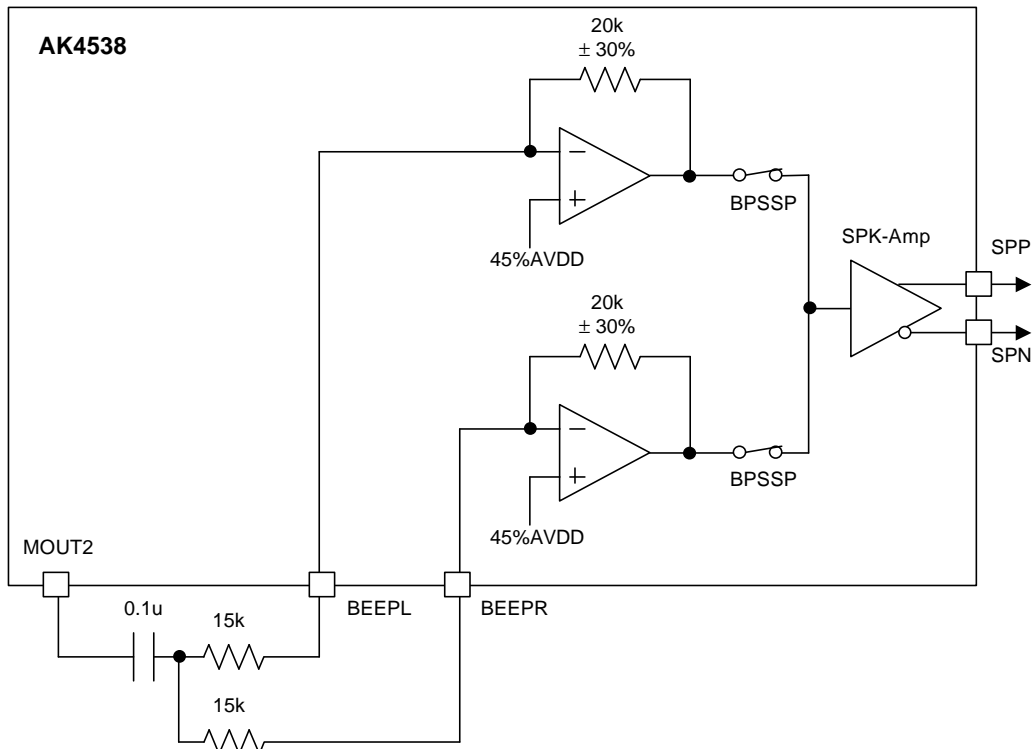 AK4538
20k
± 30%
−
+
45%AVDD
BPSSP
SPK-Amp
SPP
SPN
20k
± 30%
−
+
45%AVDD
BPSSP
MOUT2
BEEPL
BEEPR
0.1u
15k
15k